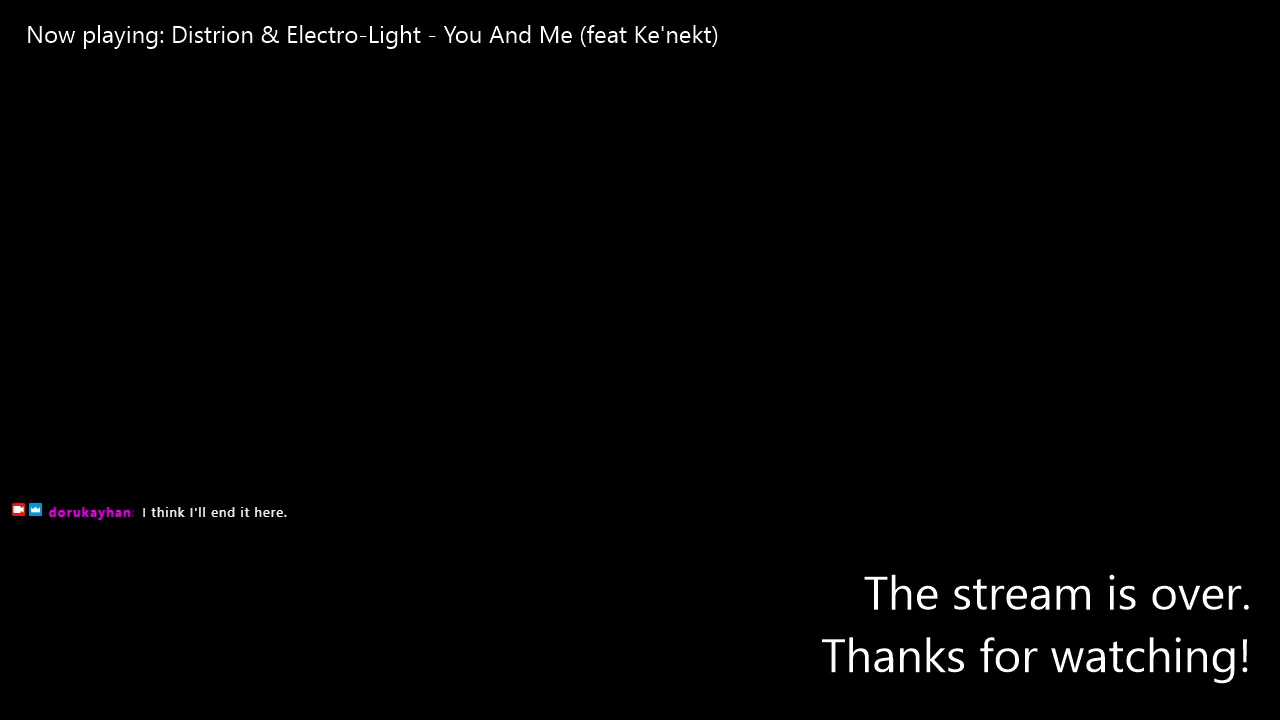 Now playing: Distrion & Electro-Light - You And Me (feat Ke'nekt)
dorukayhan: I think I'll end it here.
The stream is over.
Thanks for watching!